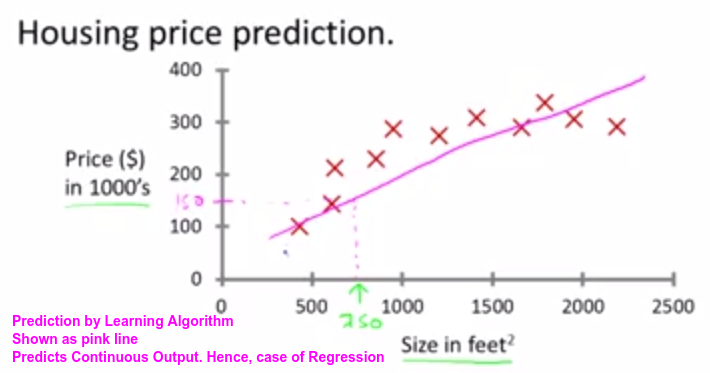 Housing price prediction.
400
300
Price ($)
in 1000's
200
150
100
0
0
500
1000
1500
2000
2500
750
Size in feet²
Prediction by Learning Algorithm
Shown as pink line
Predicts Continuous Output. Hence, case of Regression